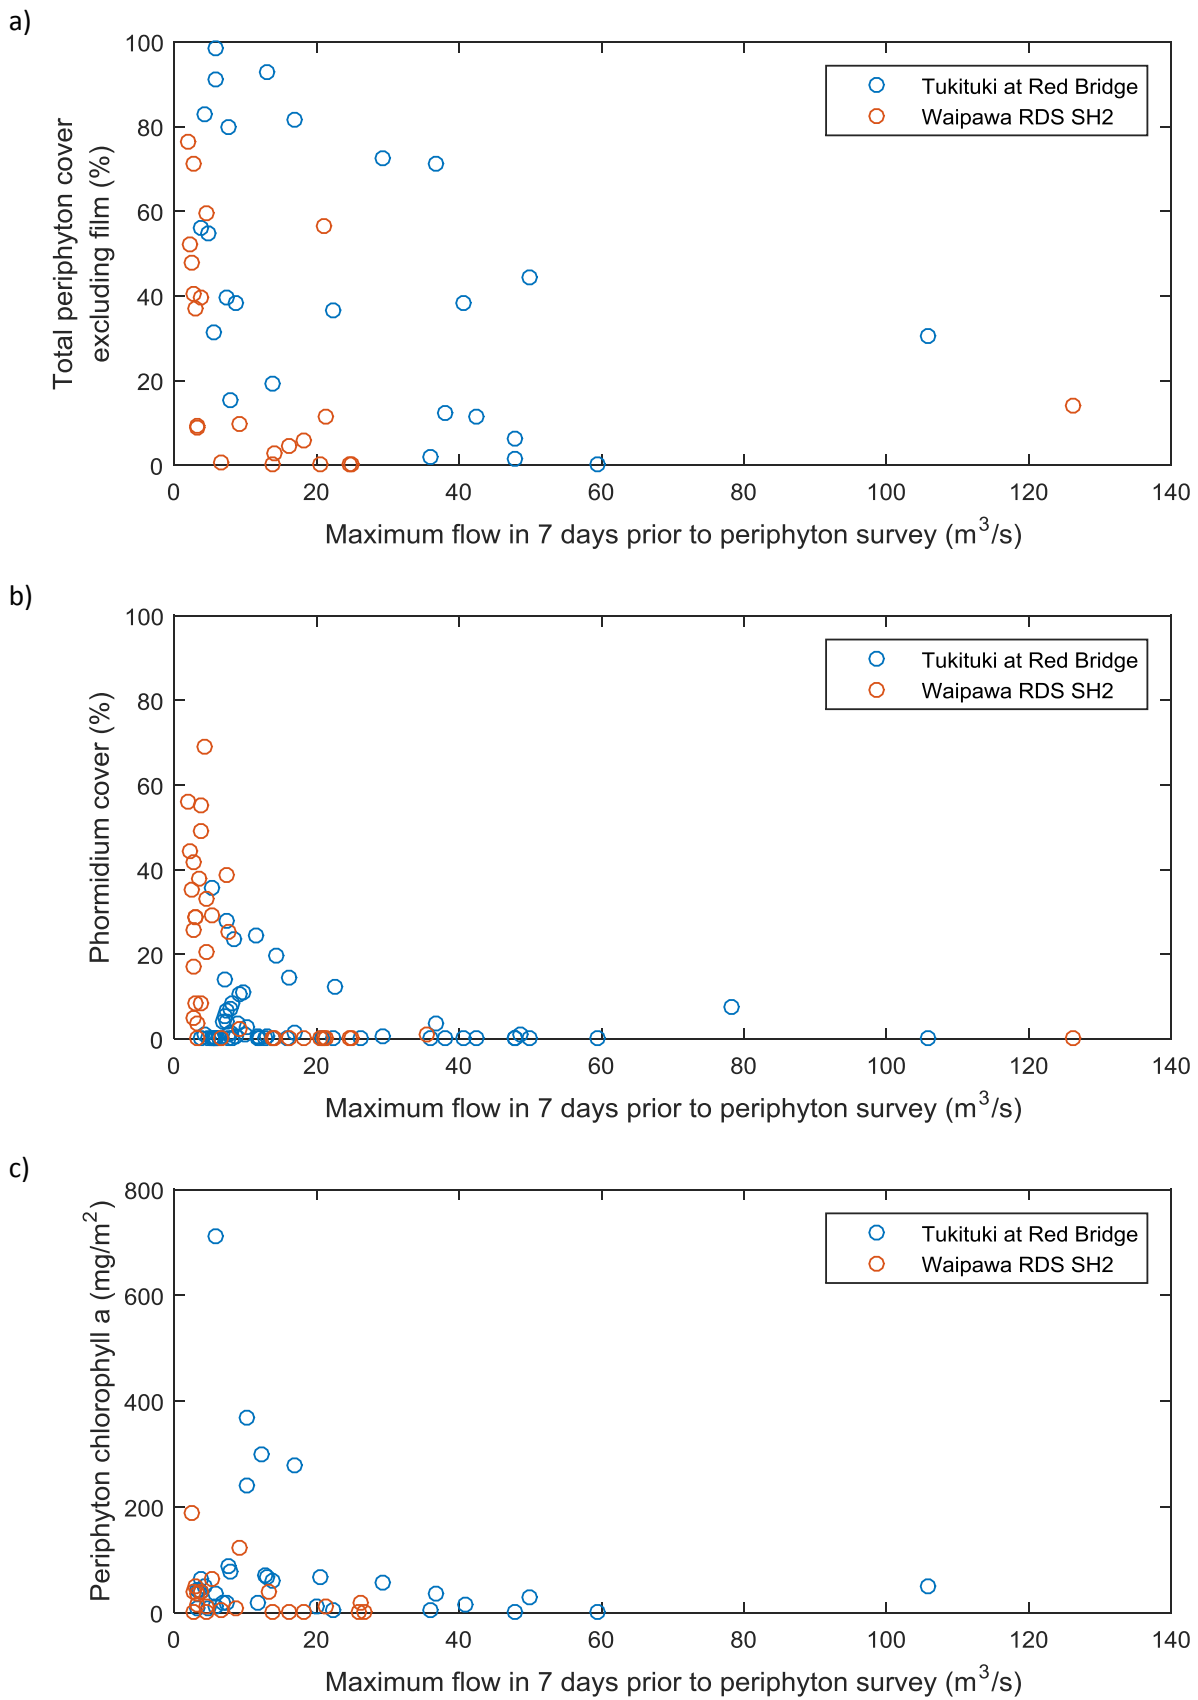 a)
100
80
60
40
20
0
Total periphyton cover
excluding film (%)
Tukituki at Red Bridge
Waipawa RDS SH2
0 20 40 60 80 100 120 140
Maximum flow in 7 days prior to periphyton survey (m³/s)
b)
100
80
60
40
20
0
Phormidium cover (%)
Tukituki at Red Bridge
Waipawa RDS SH2
0 20 40 60 80 100 120 140
Maximum flow in 7 days prior to periphyton survey (m³/s)
c)
800
600
400
200
0
Periphyton chlorophyll a (mg/m²)
Tukituki at Red Bridge
Waipawa RDS SH2
0 20 40 60 80 100 120 140
Maximum flow in 7 days prior to periphyton survey (m³/s)